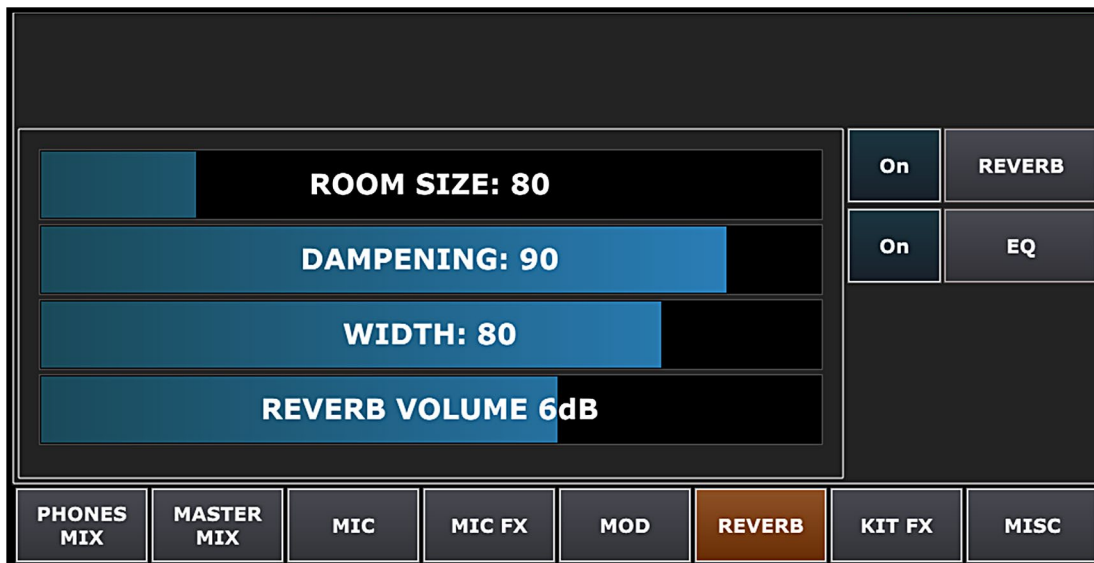 ROOM SIZE: 80
DAMPENING: 90
WIDTH: 80
REVERB VOLUME 6dB
On
REVERB
On
EQ
PHONES
MIX
MASTER
MIX
MIC
MIC FX
MOD
REVERB
KIT FX
MISC